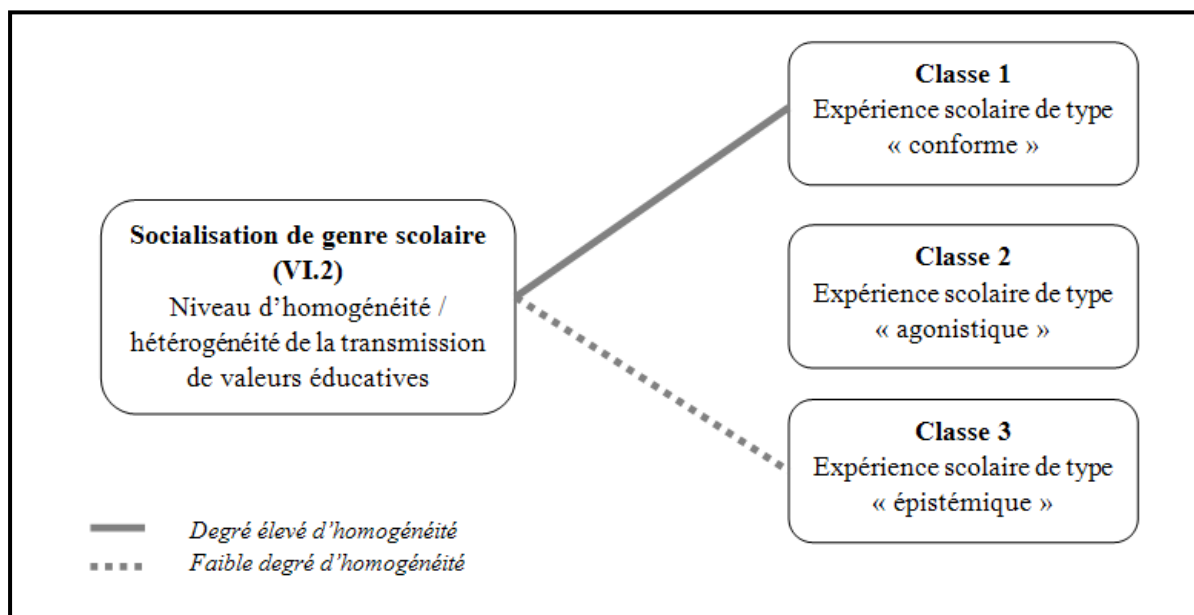 Classe 1
Expérience scolaire de type
« conforme »
Socialisation de genre scolaire
(VI.2)
Niveau d’homogénéité /
hétérogénéité de la transmission
de valeurs éducatives
Classe 2
Expérience scolaire de type
« agonistique »
Classe 3
Expérience scolaire de type
« épistémique »
Degré élevé d’homogénéité
Faible degré d’homogénéité